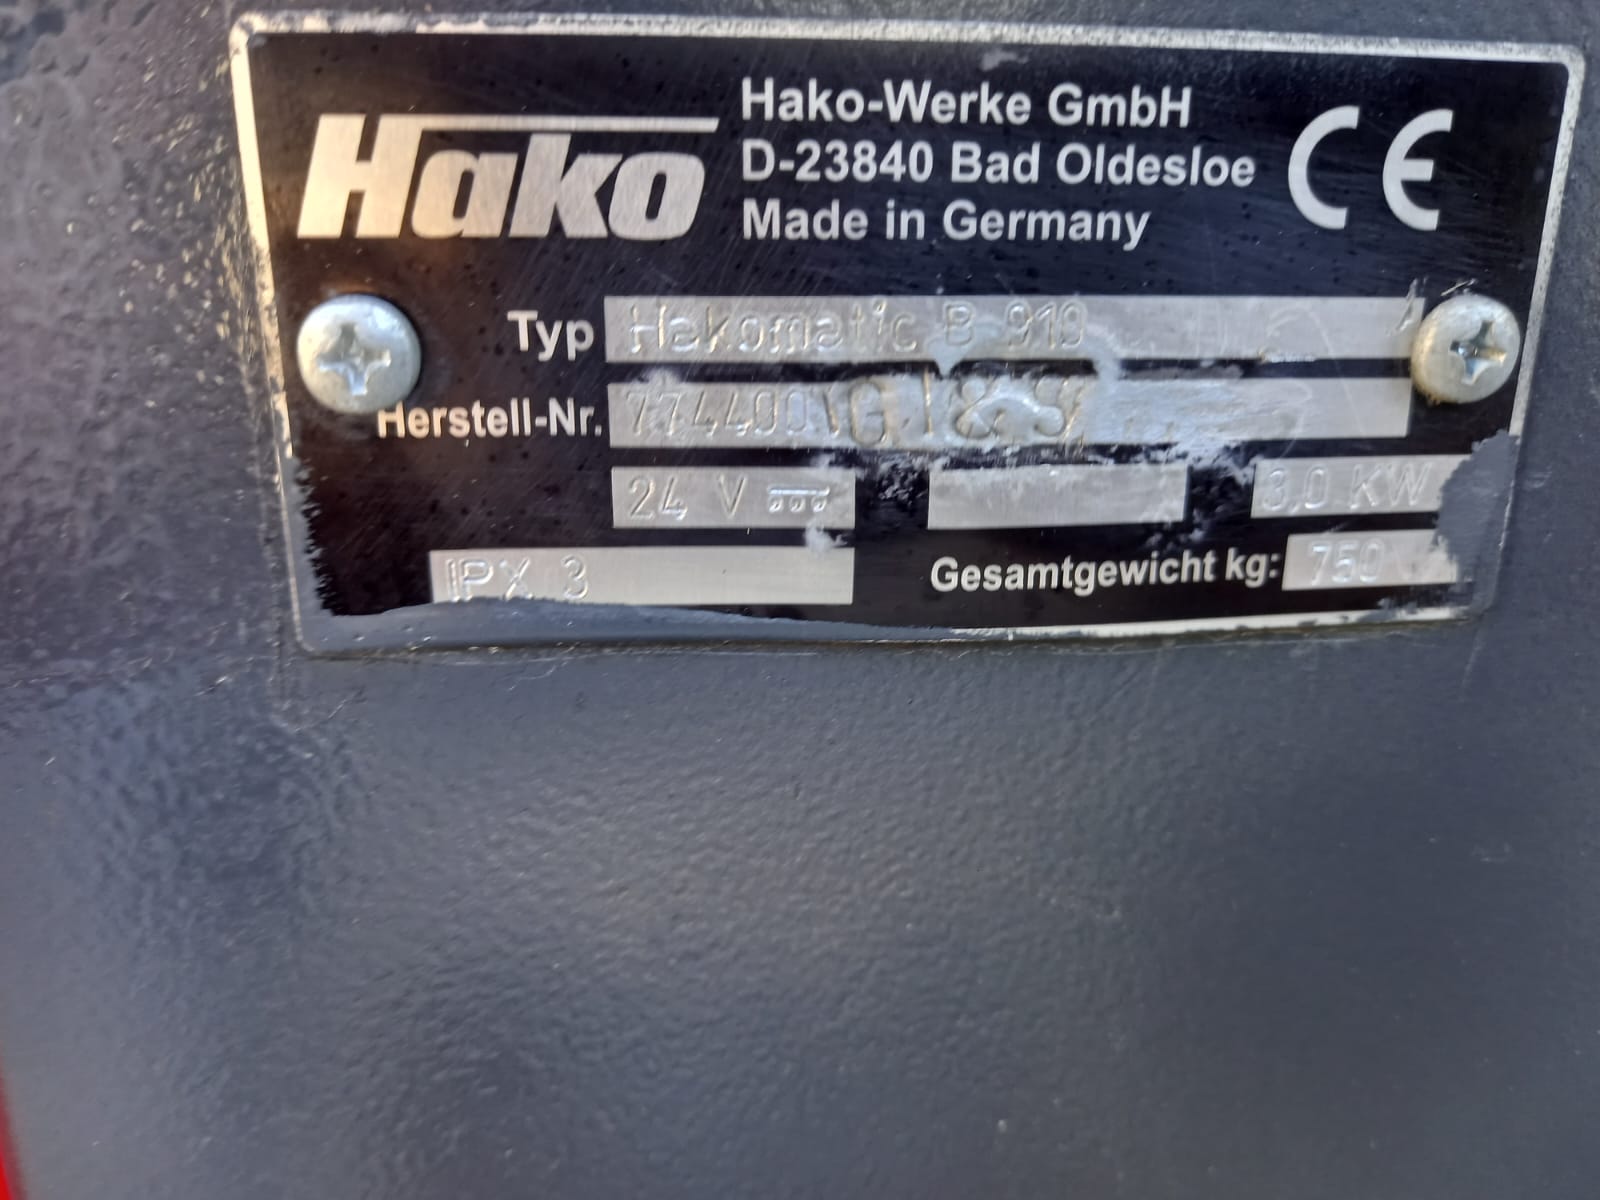 Hako
Hako-Werke GmbH
D-23840 Bad Oldesloe
Made in Germany
CE
Typ Hakomatic B 910
Herstell-Nr.
24 V
3.0 KW
IPX 3
Gesamtgewicht kg: 750